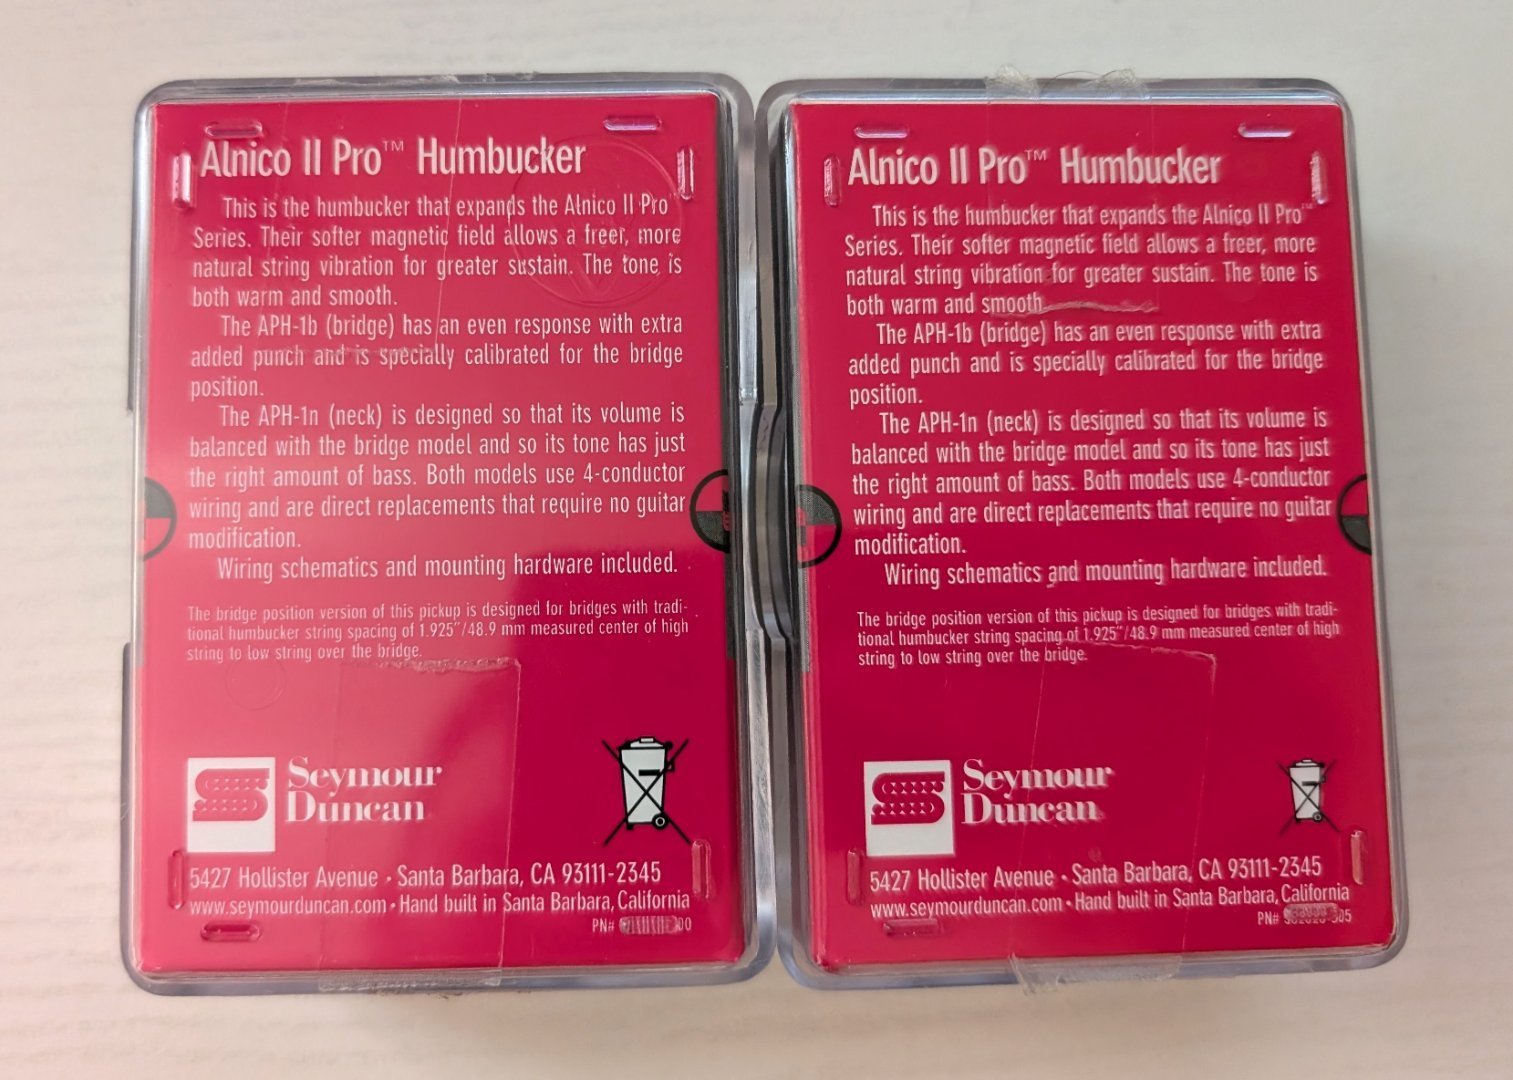 Alnico II Pro™ Humbucker
This is the humbucker that expands the Alnico II Pro™
Series. Their softer magnetic field allows a freer, more
natural string vibration for greater sustain. The tone is
both warm and smooth.
The APH-1b (bridge) has an even response with extra
added punch and is specially calibrated for the bridge
position.
The APH-1n (neck) is designed so that its volume is
balanced with the bridge model and so its tone has just
the right amount of bass. Both models use 4-conductor
wiring and are direct replacements that require no guitar
modification.
Wiring schematics and mounting hardware included.
The bridge position version of this pickup is designed for bridges with tradi-
tional humbucker string spacing of 1.925"/48.9 mm measured center of high
string to low string over the bridge.
Seymour
Duncan
5427 Hollister Avenue • Santa Barbara, CA 93111-2345
www.seymourduncan.com • Hand built in Santa Barbara, California
PN#
Alnico II Pro™ Humbucker
This is the humbucker that expands the Alnico II Pro™
Series. Their softer magnetic field allows a freer, more
natural string vibration for greater sustain. The tone is
both warm and smooth
The APH-1b (bridge) has an even response with extra
added punch and is specially calibrated for the bridge
position.
The APH-1n (neck) is designed so that its volume is
balanced with the bridge model and so its tone has just
the right amount of bass. Both models use 4-conductor
wiring and are direct replacements that require no guitar
modification.
Wiring schematics and mounting hardware included.
The bridge position version of this pickup is designed for bridges with tradi-
tional humbucker string spacing of 1.925"/48.9 mm measured center of high
string to low string over the bridge.
Seymour
Duncan
5427 Hollister Avenue • Santa Barbara, CA 93111-2345
www.seymourduncan.com • Hand built in Santa Barbara, California
PN#